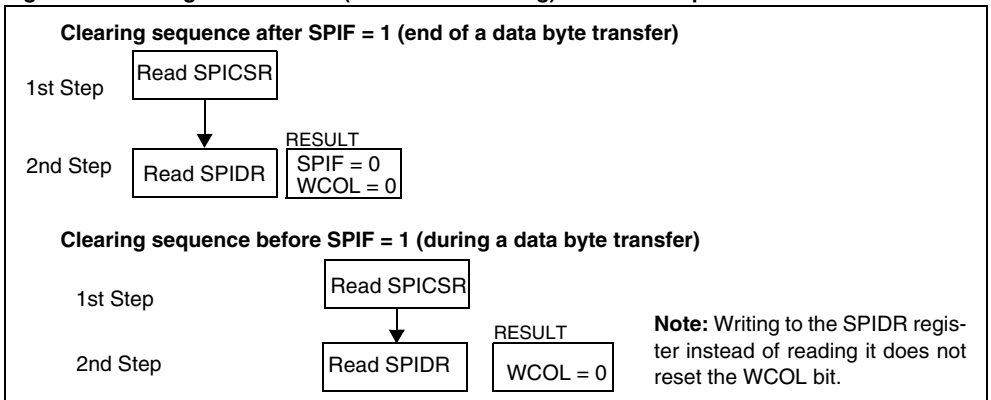 Clearing sequence after SPIF = 1 (end of a data byte transfer)
1st Step
Read SPICSR
2nd Step
Read SPIDR
RESULT
SPIF = 0
WCOL = 0
Clearing sequence before SPIF = 1 (during a data byte transfer)
1st Step
Read SPICSR
2nd Step
Read SPIDR
RESULT
WCOL = 0
Note: Writing to the SPIDR regis-
ter instead of reading it does not
reset the WCOL bit.